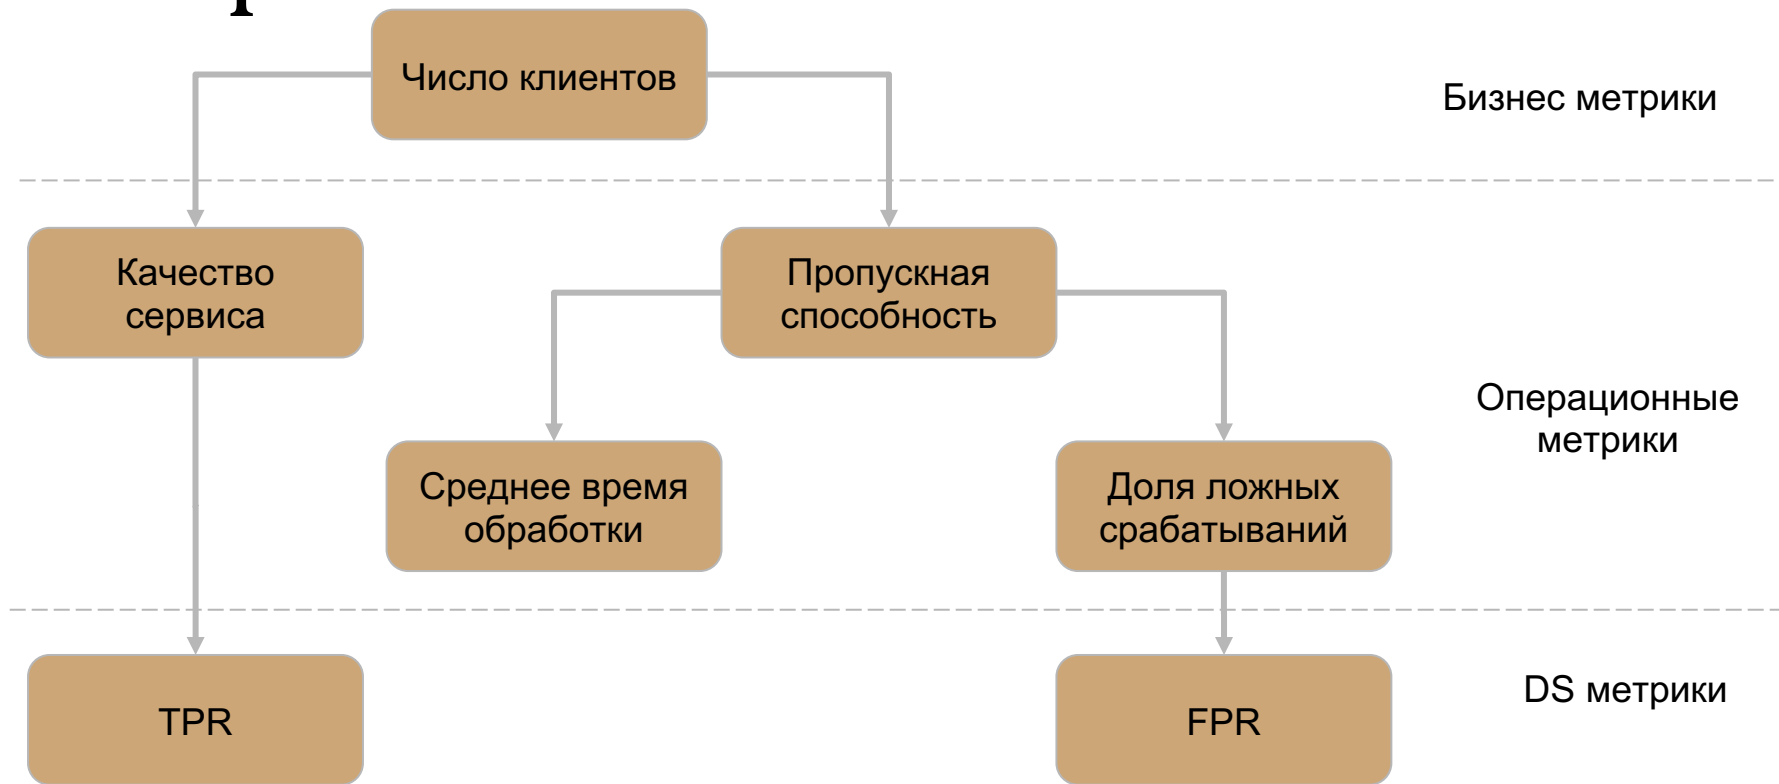 Число клиентов
Бизнес метрики
Качество
сервиса
Пропускная
способность
Операционные
метрики
Среднее время
обработки
Доля ложных
срабатываний
TPR
FPR
DS метрики